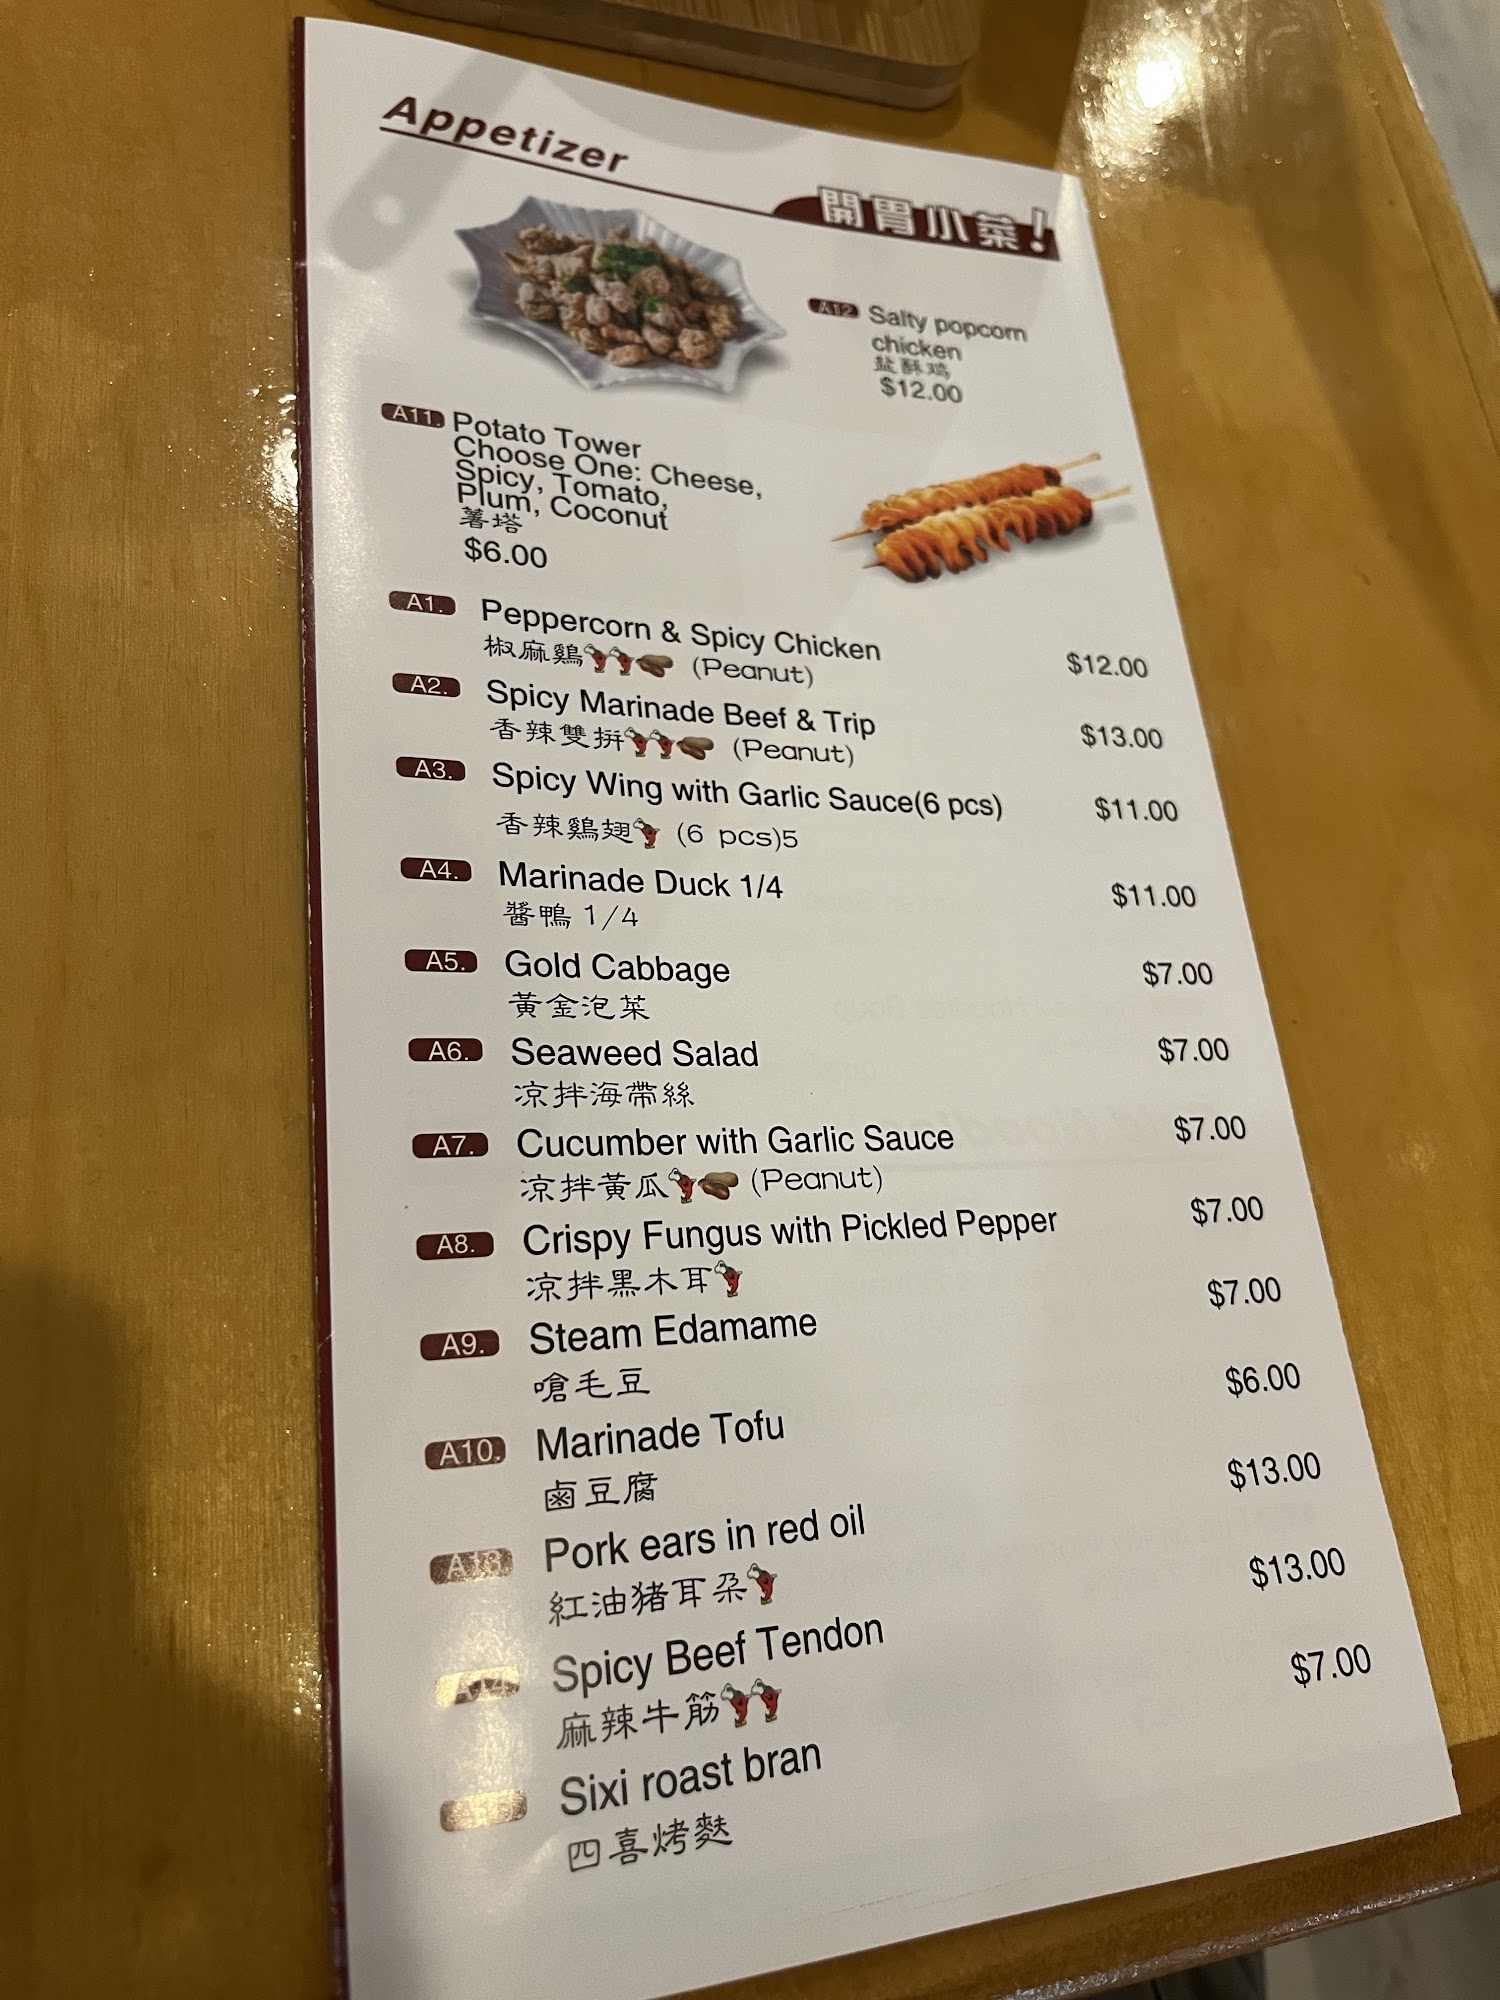 Appetizer
開胃小菜!
A12 Salty popcorn
chicken
盐酥鸡
$12.00
A11. Potato Tower
Choose One: Cheese,
Spicy, Tomato,
Plum, Coconut
薯塔
$6.00
A1. Peppercorn & Spicy Chicken $12.00
椒麻鷄 (Peanut)
A2. Spicy Marinade Beef & Trip $13.00
香辣雙拼 (Peanut)
A3. Spicy Wing with Garlic Sauce(6 pcs) $11.00
香辣鷄翅 (6 pcs)5
A4. Marinade Duck 1/4 $11.00
醬鴨 1/4
A5. Gold Cabbage $7.00
黃金泡菜
A6. Seaweed Salad $7.00
凉拌海帶絲
A7. Cucumber with Garlic Sauce $7.00
凉拌黃瓜 (Peanut)
A8. Crispy Fungus with Pickled Pepper $7.00
凉拌黑木耳
A9. Steam Edamame $7.00
嗆毛豆
A10. Marinade Tofu $6.00
鹵豆腐
A13. Pork ears in red oil $13.00
紅油猪耳朵
A14. Spicy Beef Tendon $13.00
麻辣牛筋
Sixi roast bran $7.00
四喜烤麩